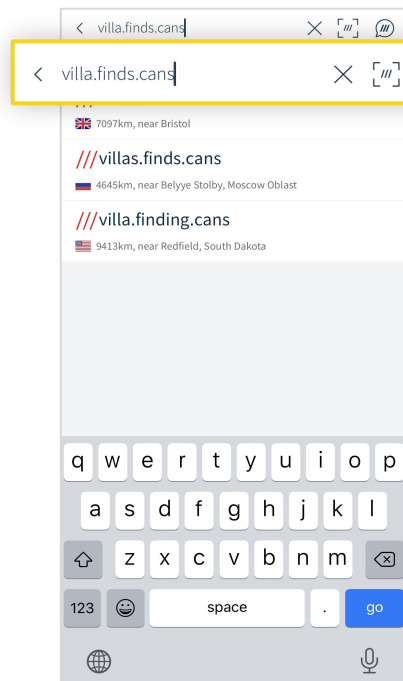 villa.finds.cans
villa.finds.cans
7097km, near Bristol
///villas.finds.cans
4645km, near Belyye Stolby, Moscow Oblast
///villa.finding.cans
9413km, near Redfield, South Dakota
q w e r t y u i o p
a s d f g h j k l
z x c v b n m
123 space . go